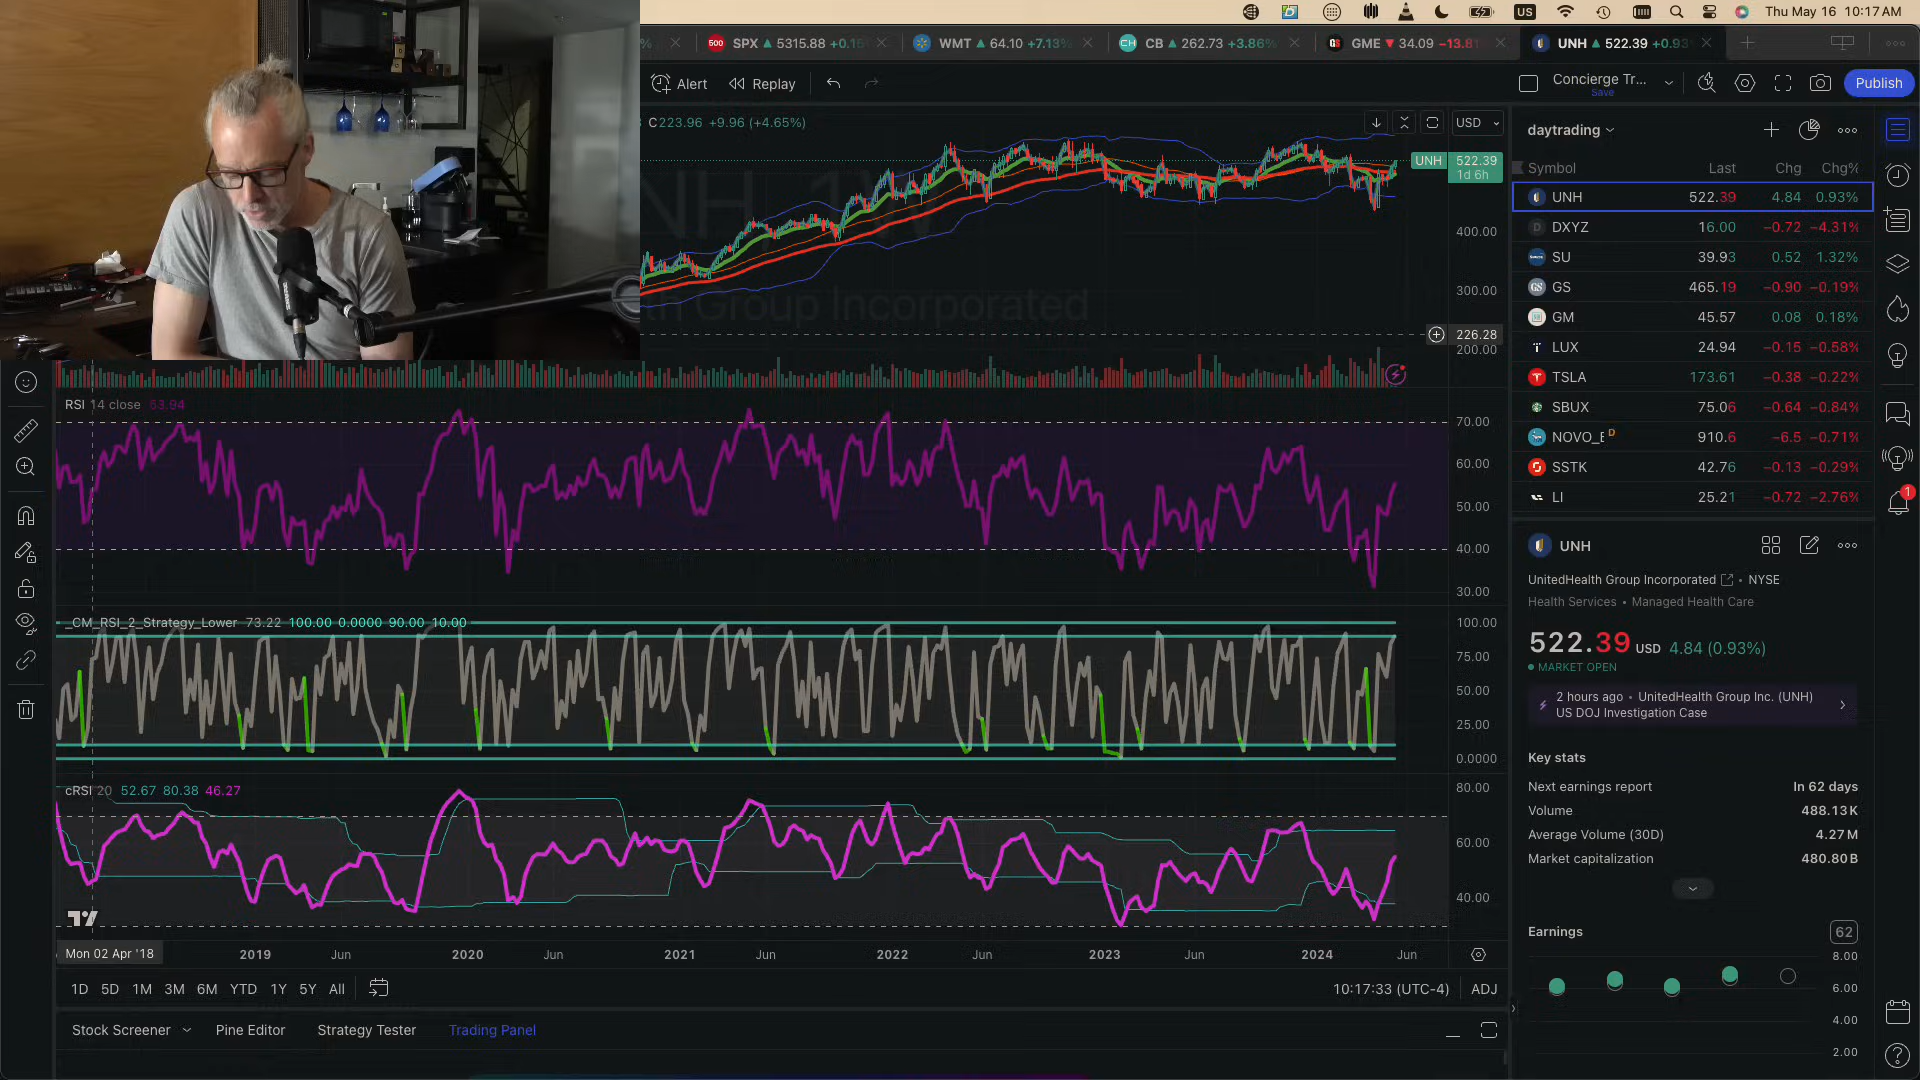 US
Thu May 16 10:17 AM
500 SPX 5315.88
WMT 64.10 +7.13%
CH CB 262.73 +3.86%
GS GME 34.09 −13.81
UNH 522.39 +0.93
Alert Replay
Concierge Tr...
Save
Publish
C223.96 +9.96 (+4.65%)
USD
UNH 522.39
1d 6h
400.00
300.00
226.28
200.00
th Group Incorporated
daytrading
Symbol Last Chg Chg%
UNH 522.39 4.84 0.93%
D DXYZ 16.00 −0.72 −4.31%
SU 39.93 0.52 1.32%
GS GS 465.19 −0.90 −0.19%
GM 45.57 0.08 0.18%
LUX 24.94 −0.15 −0.58%
TSLA 173.61 −0.38 −0.22%
SBUX 75.06 −0.64 −0.84%
NOVO_E D 910.6 −6.5 −0.71%
SSTK 42.76 −0.13 −0.29%
LI 25.21 −0.72 −2.76%
1
RSI 14 close 53.94
70.00
60.00
50.00
40.00
30.00
_CM_RSI_2_Strategy_Lower 73.22 100.00 0.0000 90.00 10.00
100.00
75.00
50.00
25.00
0.0000
cRSI 20 52.67 80.38 46.27
80.00
60.00
40.00
Mon 02 Apr '18 2019 Jun 2020 Jun 2021 Jun 2022 Jun 2023 Jun 2024 Jun
1D 5D 1M 3M 6M YTD 1Y 5Y All
10:17:33 (UTC-4) ADJ
Stock Screener Pine Editor Strategy Tester Trading Panel
UNH
UnitedHealth Group Incorporated • NYSE
Health Services • Managed Health Care
522.39 USD 4.84 (0.93%)
MARKET OPEN
2 hours ago • UnitedHealth Group Inc. (UNH)
US DOJ Investigation Case
Key stats
Next earnings report In 62 days
Volume 488.13K
Average Volume (30D) 4.27M
Market capitalization 480.80B
Earnings 62
8.00
6.00
4.00
2.00